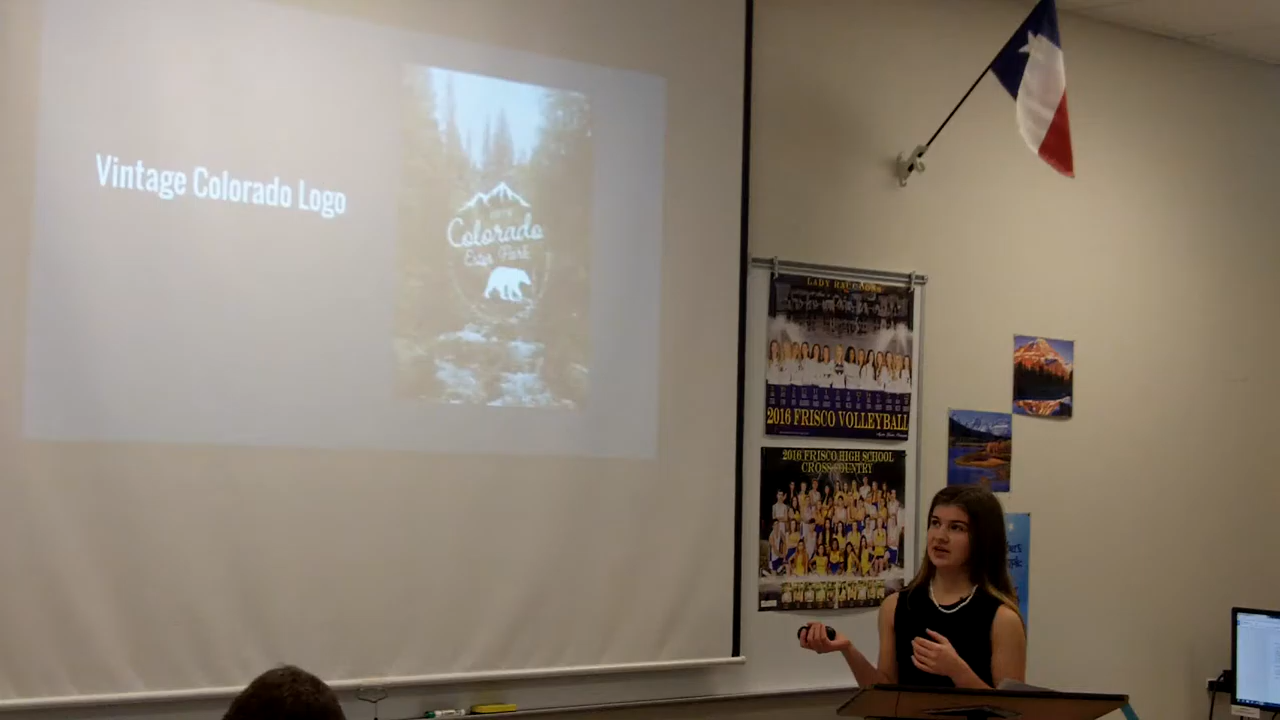 Vintage Colorado Logo
Colorado
Estes Park
LADY RACCOONS
2016 FRISCO VOLLEYBALL
2016 FRISCO HIGH SCHOOL
CROSS COUNTRY